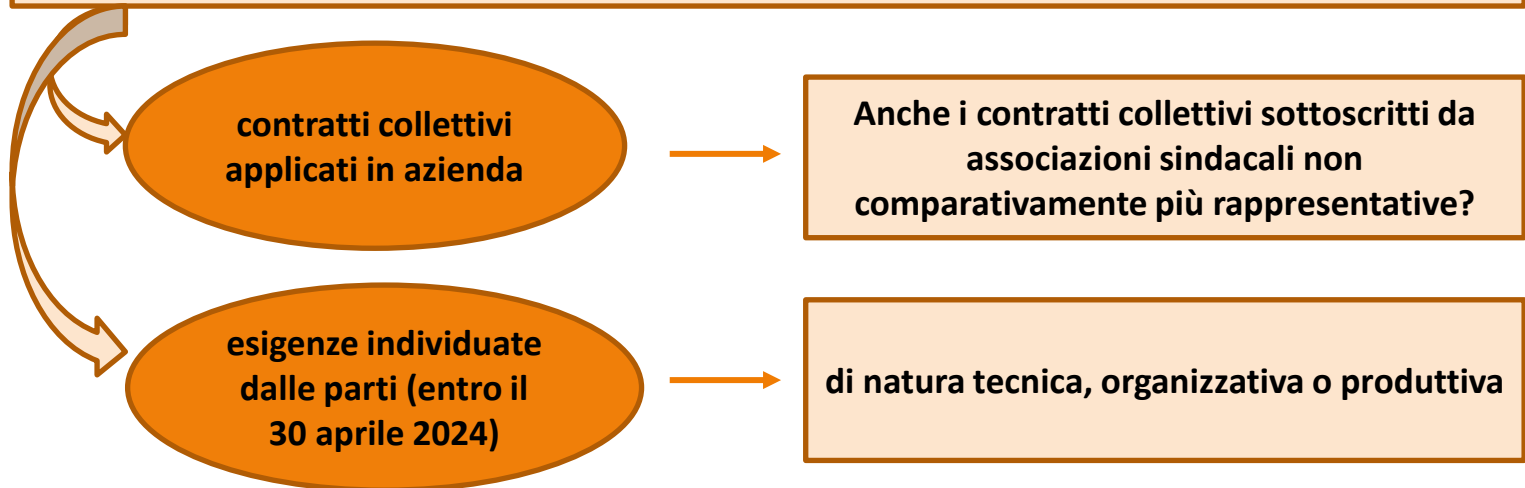 contratti collettivi
applicati in azienda
Anche i contratti collettivi sottoscritti da
associazioni sindacali non
comparativamente più rappresentative?
esigenze individuate
dalle parti (entro il
30 aprile 2024)
di natura tecnica, organizzativa o produttiva